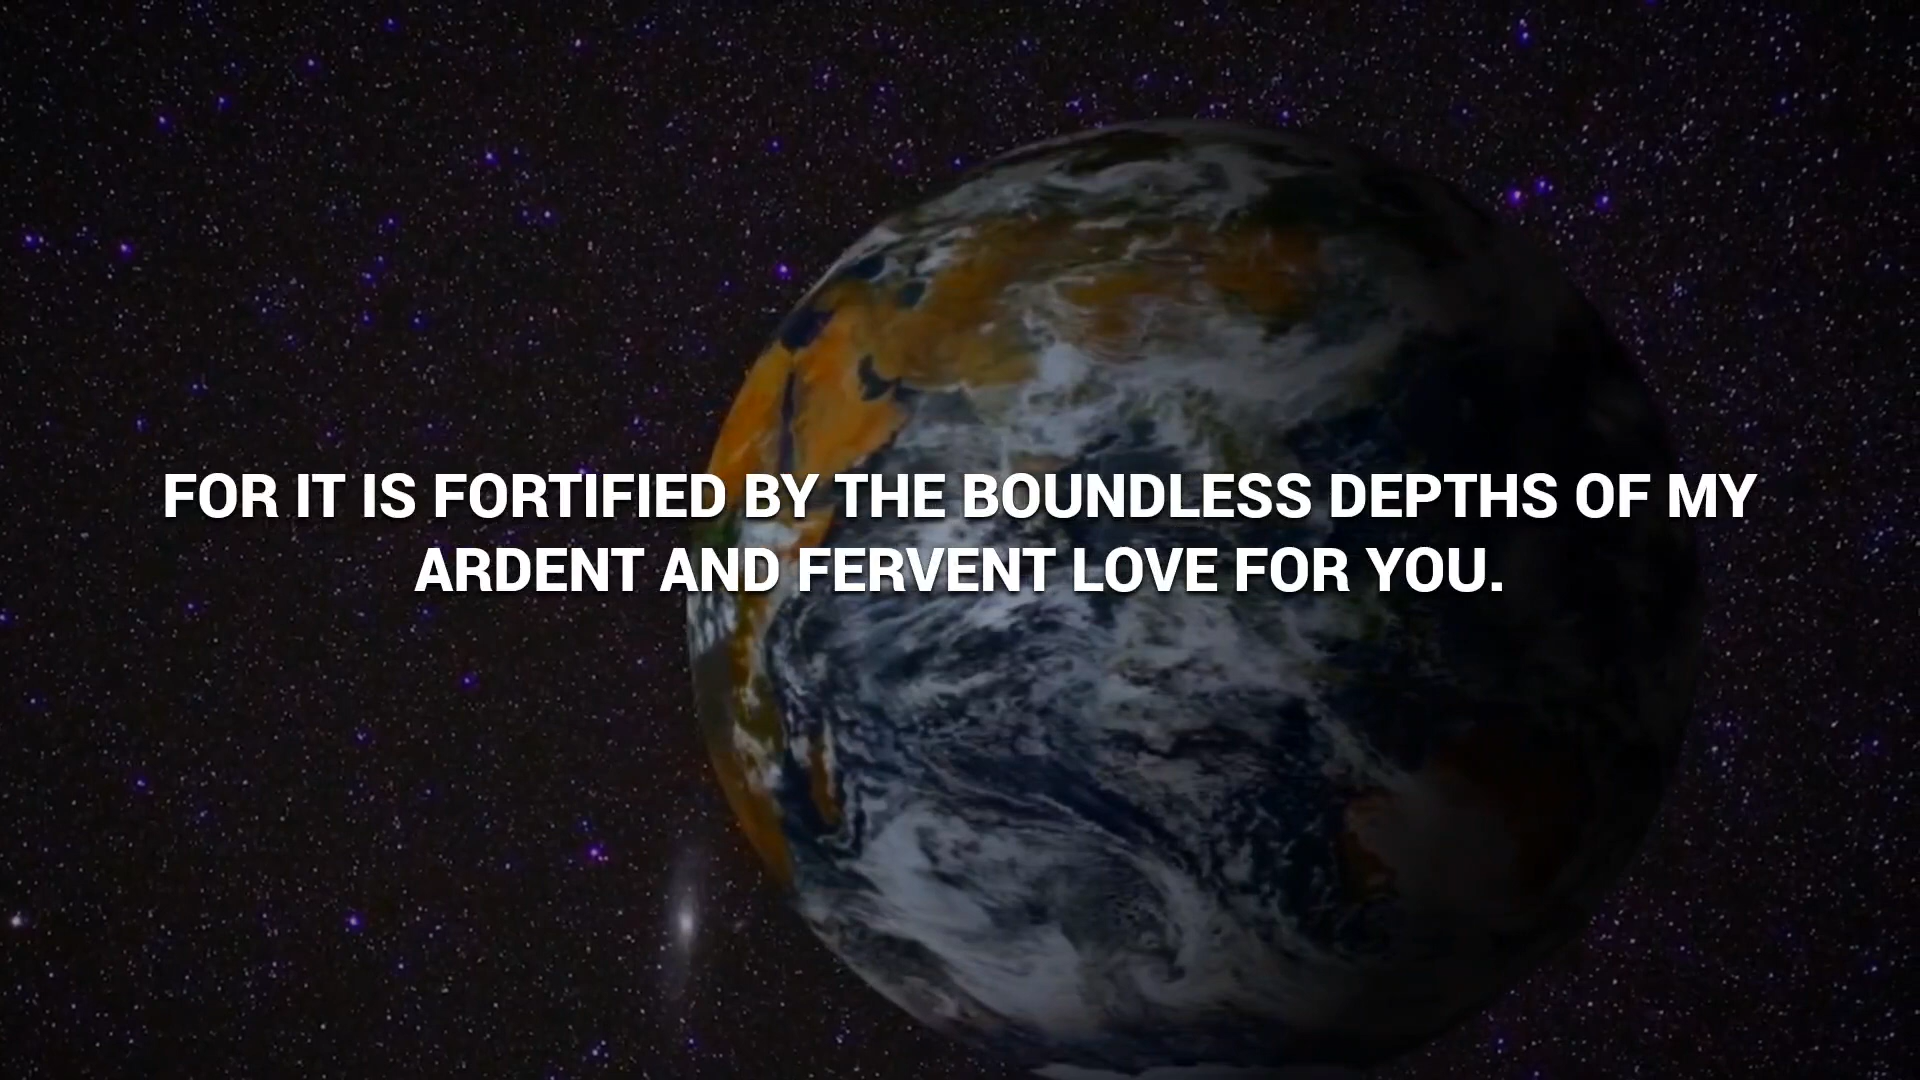 FOR IT IS FORTIFIED BY THE BOUNDLESS DEPTHS OF MY
ARDENT AND FERVENT LOVE FOR YOU.